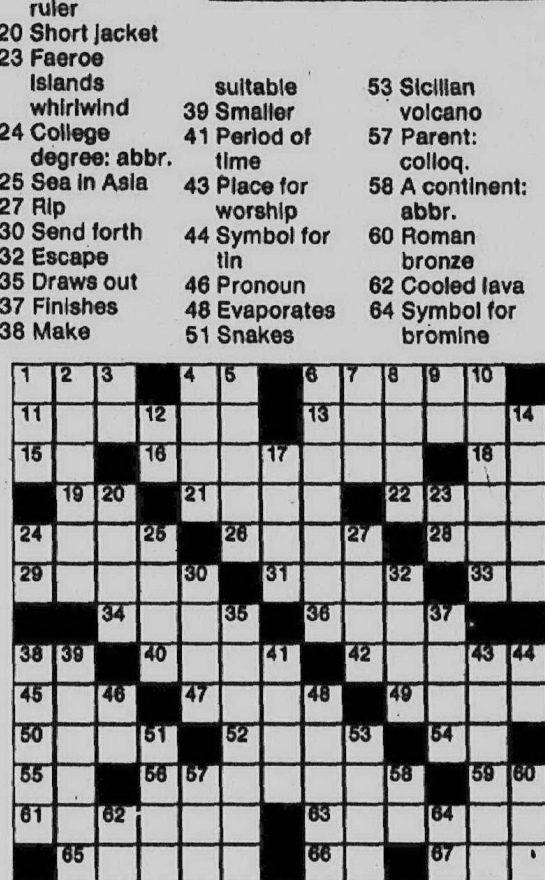 ruler
20 Short jacket
23 Faeroe
Islands
whirlwind
24 College
degree: abbr.
25 Sea in Asia
27 Rip
30 Send forth
32 Escape
35 Draws out
37 Finishes
38 Make
suitable
39 Smaller
41 Period of
time
43 Place for
worship
44 Symbol for
tin
46 Pronoun
48 Evaporates
51 Snakes
53 Sicilian
volcano
57 Parent:
colloq.
58 A continent:
abbr.
60 Roman
bronze
62 Cooled lava
64 Symbol for
bromine
1 2 3 4 5 6 7 8 9 10
11 12 13 14
15 16 17 18
19 20 21 22 23
24 25 26 27 28
29 30 31 32 33
34 35 36 37
38 39 40 41 42 43 44
45 46 47 48 49
50 51 52 53 54
55 56 57 58 59 60
61 62 63 64
65 66 67